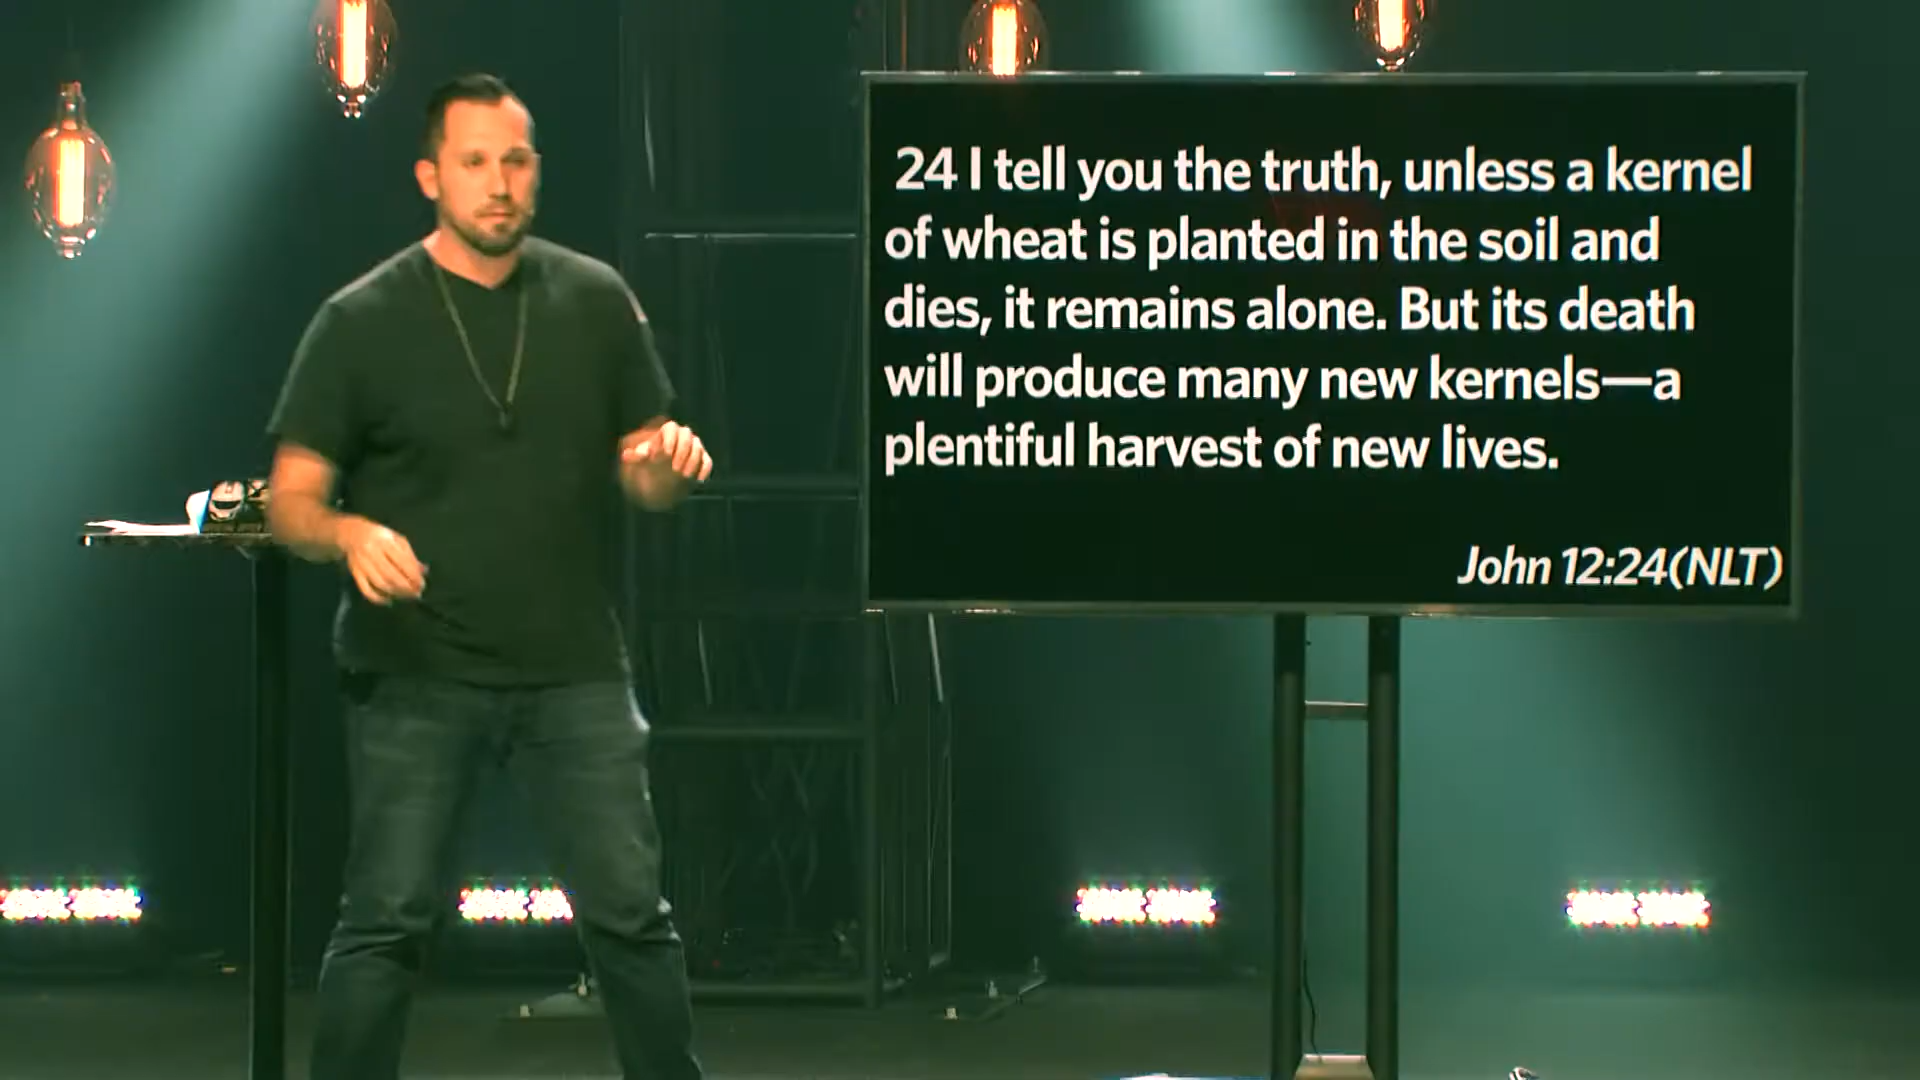 24 I tell you the truth, unless a kernel
of wheat is planted in the soil and
dies, it remains alone. But its death
will produce many new kernels—a
plentiful harvest of new lives.
John 12:24(NLT)